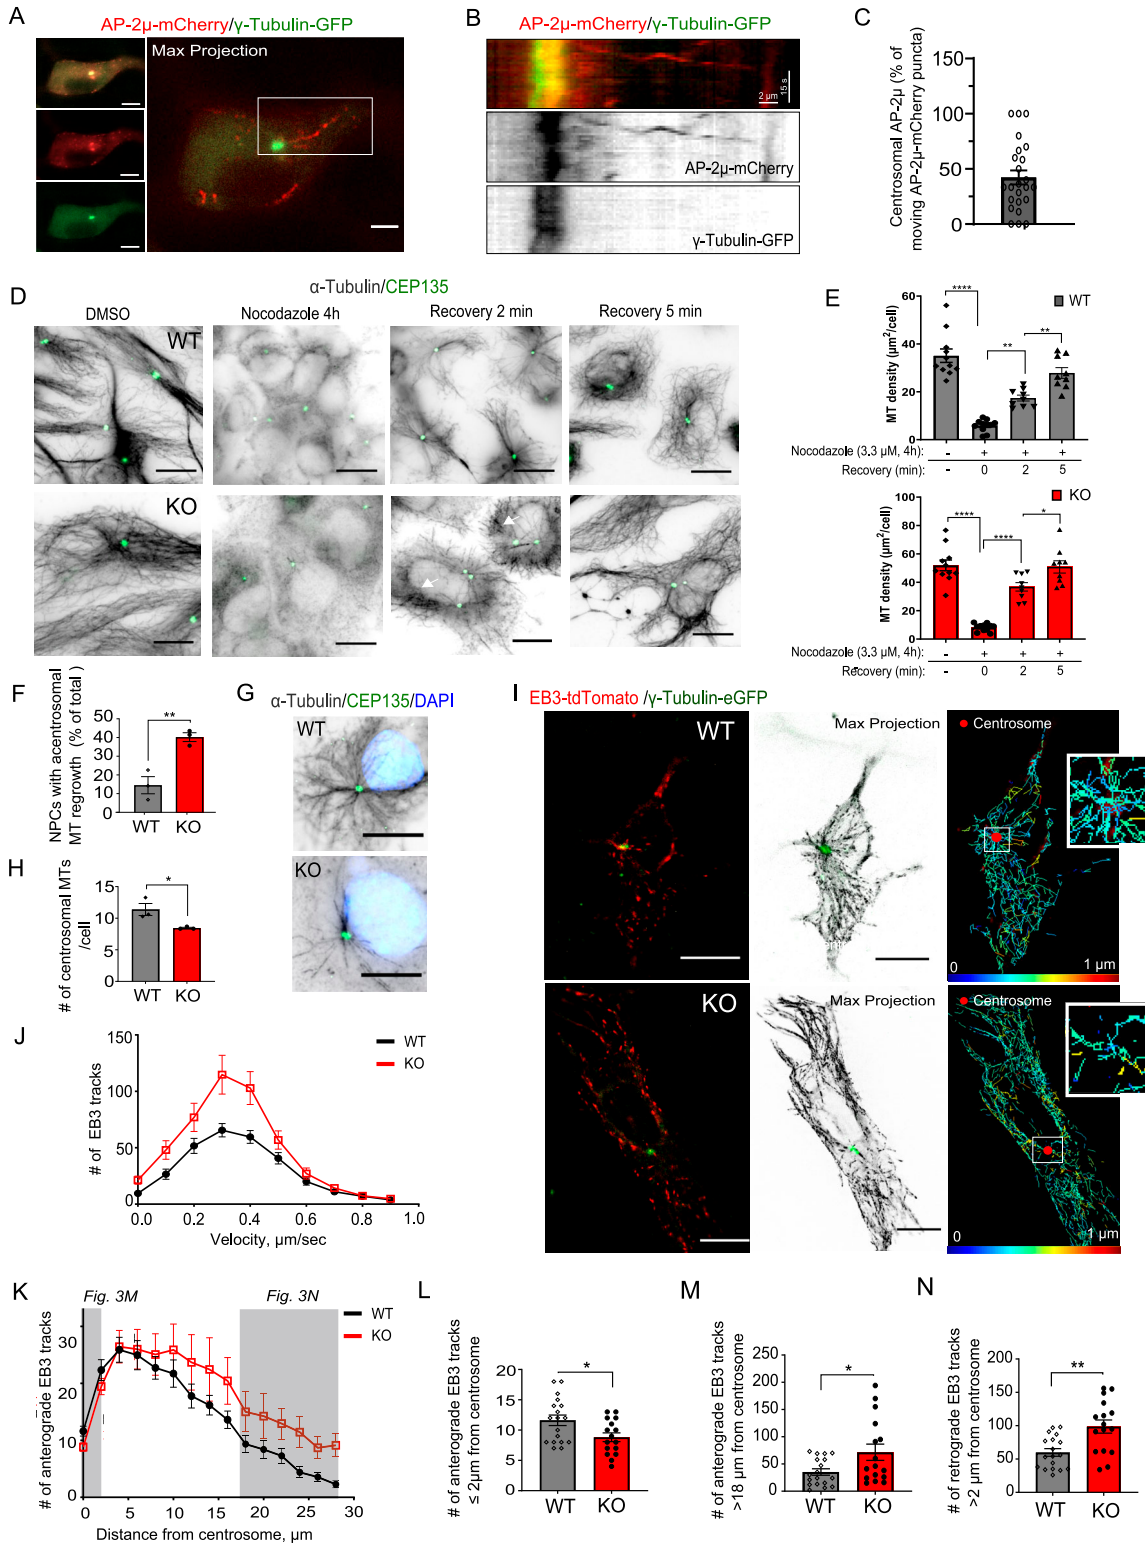 A
AP-2µ-mCherry/γ-Tubulin-GFP
Max Projection
B
AP-2µ-mCherry/γ-Tubulin-GFP
2 µm
15 s
AP-2µ-mCherry
γ-Tubulin-GFP
C
Centrosomal AP-2µ (% of
moving AP-2µ-mCherry puncta)
150
100
50
0
D
α-Tubulin/CEP135
DMSO
Nocodazole 4h
Recovery 2 min
Recovery 5 min
WT
KO
E
WT
MT density (µm²/cell)
60
40
20
0
****
**
**
Nocodazole (3.3 µM, 4h): - + + +
Recovery (min): - 0 2 5
KO
MT density (µm²/cell)
100
80
60
40
20
0
****
****
*
Nocodazole (3.3 µM, 4h): - + + +
Recovery (min): - 0 2 5
F
NPCs with acentrosomal
MT regrowth (% of total)
50
40
30
20
10
0
**
WT KO
G
α-Tubulin/CEP135/DAPI
WT
KO
H
# of centrosomal MTs
/cell
15
10
5
0
*
WT KO
I
EB3-tdTomato /γ-Tubulin-eGFP
WT
Max Projection
Centrosome
0 1 µm
KO
Max Projection
Centrosome
0 1 µm
J
# of EB3 tracks
150
100
50
0
WT
KO
0.0 0.2 0.4 0.6 0.8 1.0
Velocity, µm/sec
K
Fig. 3M
Fig. 3N
WT
KO
# of anterograde EB3 tracks
30
20
10
0
0 5 10 15 20 25 30
Distance from centrosome, µm
L
# of anterograde EB3 tracks
≤ 2µm from centrosome
20
15
10
5
0
*
WT KO
M
# of anterograde EB3 tracks
>18 µm from centrosome
250
200
150
100
50
0
*
WT KO
N
# of retrograde EB3 tracks
>2 µm from centrosome
200
150
100
50
0
**
WT KO